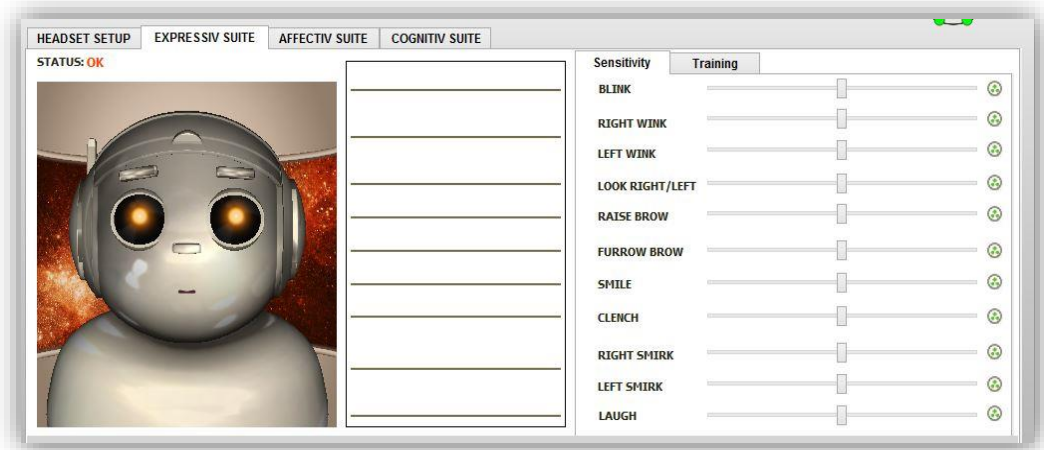 HEADSET SETUP EXPRESSIV SUITE AFFECTIV SUITE COGNITIV SUITE
STATUS: OK
Sensitivity Training
BLINK
RIGHT WINK
LEFT WINK
LOOK RIGHT/LEFT
RAISE BROW
FURROW BROW
SMILE
CLENCH
RIGHT SMIRK
LEFT SMIRK
LAUGH